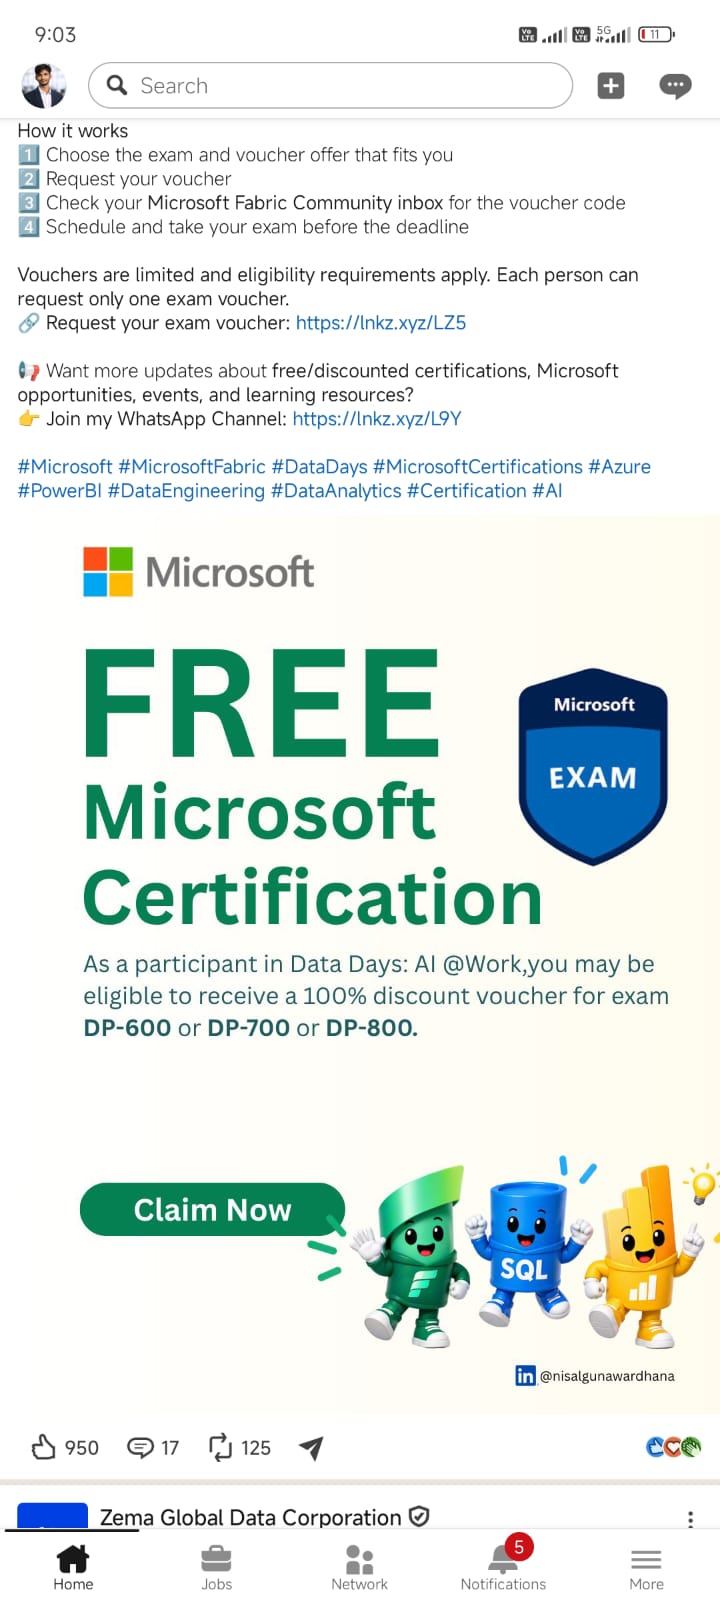 9:03
Vo LTE
Vo LTE
5G
11
Search
How it works
1 Choose the exam and voucher offer that fits you
2 Request your voucher
3 Check your Microsoft Fabric Community inbox for the voucher code
4 Schedule and take your exam before the deadline
Vouchers are limited and eligibility requirements apply. Each person can
request only one exam voucher.
🔗 Request your exam voucher: https://lnkz.xyz/LZ5
📢 Want more updates about free/discounted certifications, Microsoft
opportunities, events, and learning resources?
👉 Join my WhatsApp Channel: https://lnkz.xyz/L9Y
#Microsoft #MicrosoftFabric #DataDays #MicrosoftCertifications #Azure
#PowerBI #DataEngineering #DataAnalytics #Certification #AI
Microsoft
FREE
Microsoft
Certification
Microsoft
EXAM
As a participant in Data Days: AI @Work,you may be
eligible to receive a 100% discount voucher for exam
DP-600 or DP-700 or DP-800.
Claim Now
SQL
in @nisalgunawardhana
950
17
125
Zema Global Data Corporation
5
Home
Jobs
Network
Notifications
More